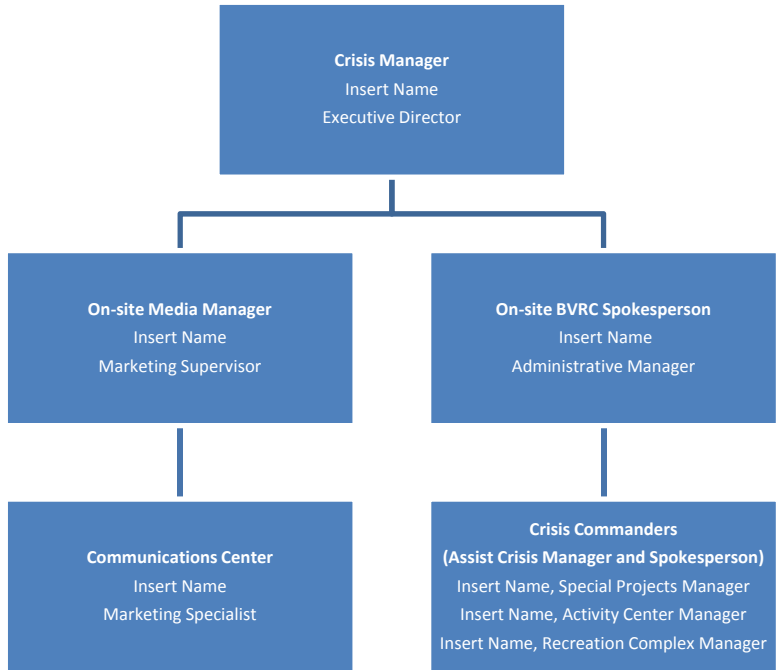 Crisis Manager
Insert Name
Executive Director
On-site Media Manager
Insert Name
Marketing Supervisor
On-site BVRC Spokesperson
Insert Name
Administrative Manager
Communications Center
Insert Name
Marketing Specialist
Crisis Commanders
(Assist Crisis Manager and Spokesperson)
Insert Name, Special Projects Manager
Insert Name, Activity Center Manager
Insert Name, Recreation Complex Manager